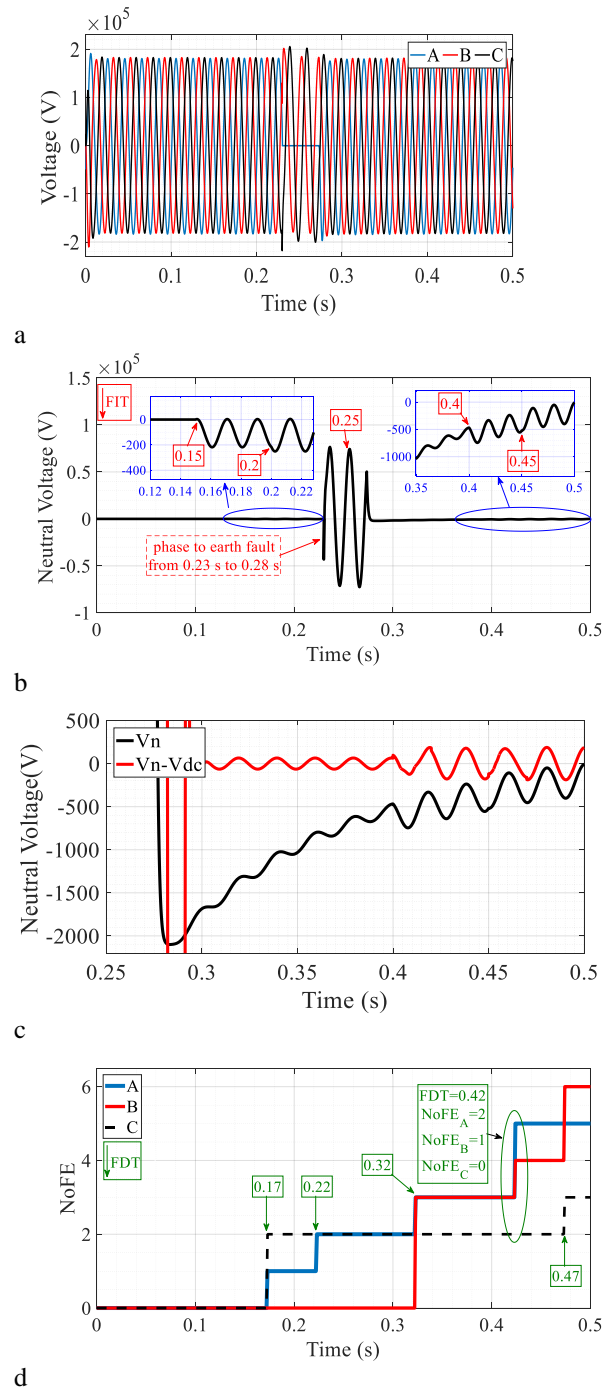 ×10^5
2
1
0
-1
-2
Voltage (V)
A B C
0 0.1 0.2 0.3 0.4 0.5
Time (s)
a
×10^5
1.5
1
0.5
0
-0.5
-1
Neutral Voltage (V)
FIT
0
-200
-400
0.15
0.2
0.12 0.14 0.16 0.18 0.2 0.22
0.25
0
-500
-1000
0.4
0.45
0.35 0.4 0.45 0.5
phase to earth fault
from 0.23 s to 0.28 s
0 0.1 0.2 0.3 0.4 0.5
Time (s)
b
500
0
-500
-1000
-1500
-2000
Neutral Voltage(V)
Vn
Vn-Vdc
0.25 0.3 0.35 0.4 0.45 0.5
Time (s)
c
6
4
2
0
NoFE
A
B
C
FDT
0.17
0.22
0.32
FDT=0.42
NoFE_A=2
NoFE_B=1
NoFE_C=0
0.47
0 0.1 0.2 0.3 0.4 0.5
Time (s)
d